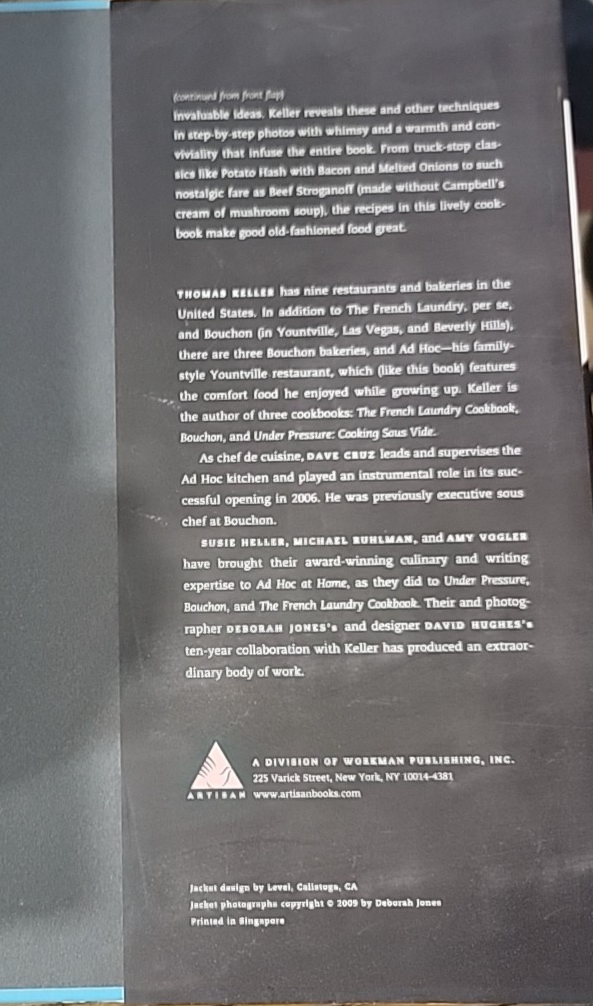 (continued from front flap)
invaluable ideas. Keller reveals these and other techniques
in step-by-step photos with whimsy and a warmth and con-
viviality that infuse the entire book. From truck-stop clas-
sics like Potato Hash with Bacon and Melted Onions to such
nostalgic fare as Beef Stroganoff (made without Campbell's
cream of mushroom soup), the recipes in this lively cook-
book make good old-fashioned food great.
THOMAS KELLER has nine restaurants and bakeries in the
United States. In addition to The French Laundry, per se,
and Bouchon (in Yountville, Las Vegas, and Beverly Hills),
there are three Bouchon bakeries, and Ad Hoc—his family-
style Yountville restaurant, which (like this book) features
the comfort food he enjoyed while growing up. Keller is
the author of three cookbooks: The French Laundry Cookbook,
Bouchon, and Under Pressure: Cooking Sous Vide.
As chef de cuisine, DAVE CRUZ leads and supervises the
Ad Hoc kitchen and played an instrumental role in its suc-
cessful opening in 2006. He was previously executive sous
chef at Bouchon.
SUSIE HELLER, MICHAEL RUHLMAN, and AMY VOGLER
have brought their award-winning culinary and writing
expertise to Ad Hoc at Home, as they did to Under Pressure,
Bouchon, and The French Laundry Cookbook. Their and photog-
rapher DEBORAH JONES's and designer DAVID HUGHES's
ten-year collaboration with Keller has produced an extraor-
dinary body of work.
A DIVISION OF WORKMAN PUBLISHING, INC.
225 Varick Street, New York, NY 10014-4381
ARTISAN www.artisanbooks.com
Jacket design by Level, Calistoga, CA
Jacket photographs copyright © 2009 by Deborah Jones
Printed in Singapore